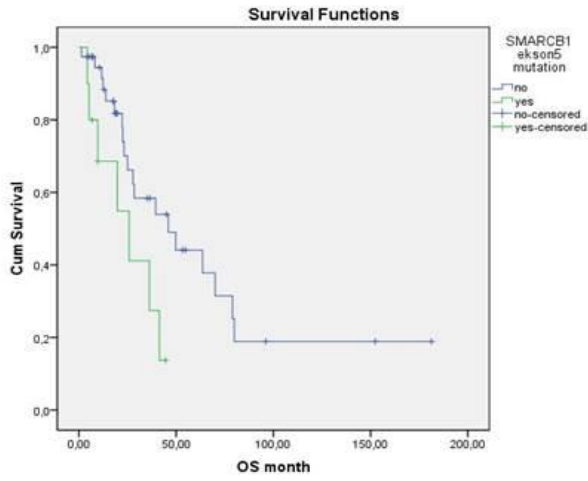 Survival Functions
SMARCB1
ekson5
mutation
no
yes
no-censored
yes-censored
Cum Survival
1,0
0,8
0,6
0,4
0,2
0,0
0,00
50,00
100,00
150,00
200,00
OS month